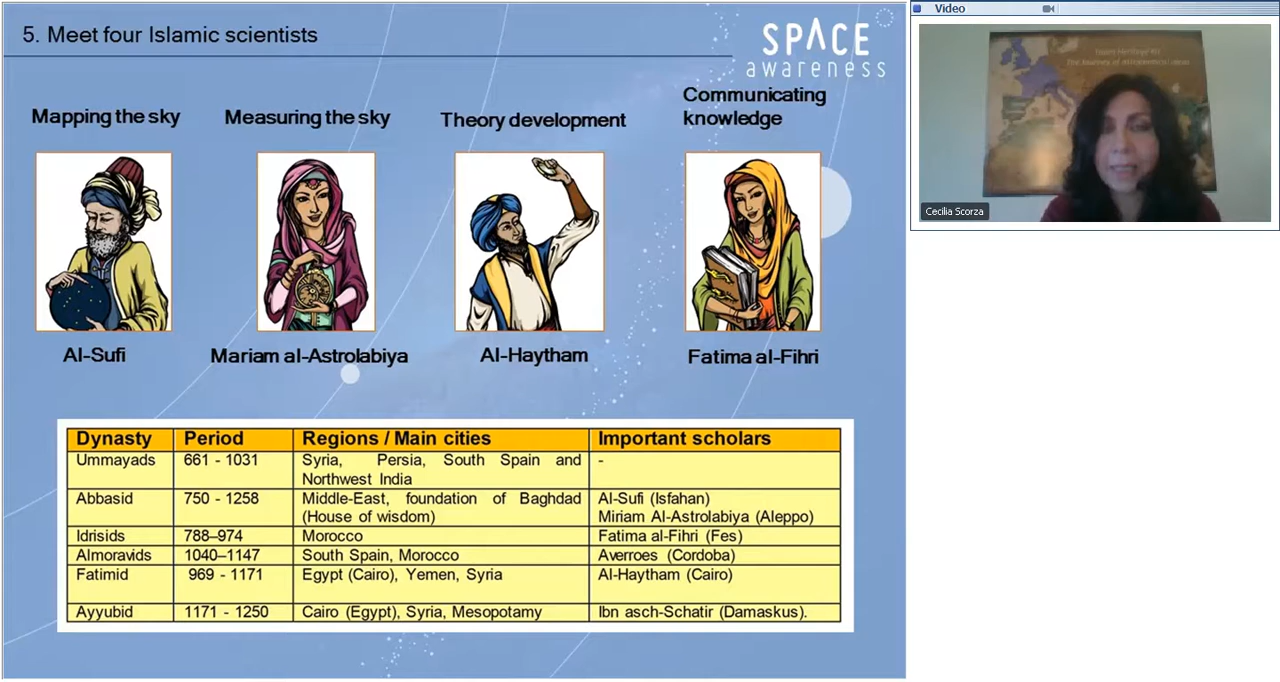 5. Meet four Islamic scientists
SPACE
awareness
Mapping the sky
Measuring the sky
Theory development
Communicating
knowledge
Al-Sufi
Mariam al-Astrolabiya
Al-Haytham
Fatima al-Fihri
Dynasty Period Regions / Main cities Important scholars
Ummayads 661 - 1031 Syria, Persia, South Spain and
Northwest India -
Abbasid 750 - 1258 Middle-East, foundation of Baghdad
(House of wisdom)
Al-Sufi (Isfahan)
Miriam Al-Astrolabiya (Aleppo)
Idrisids 788–974 Morocco Fatima al-Fihri (Fes)
Almoravids 1040–1147 South Spain, Morocco Averroes (Cordoba)
Fatimid 969 - 1171 Egypt (Cairo), Yemen, Syria Al-Haytham (Cairo)
Ayyubid 1171 - 1250 Cairo (Egypt), Syria, Mesopotamy Ibn asch-Schatir (Damaskus).
Video
The Journey of
Cecilia Scorza